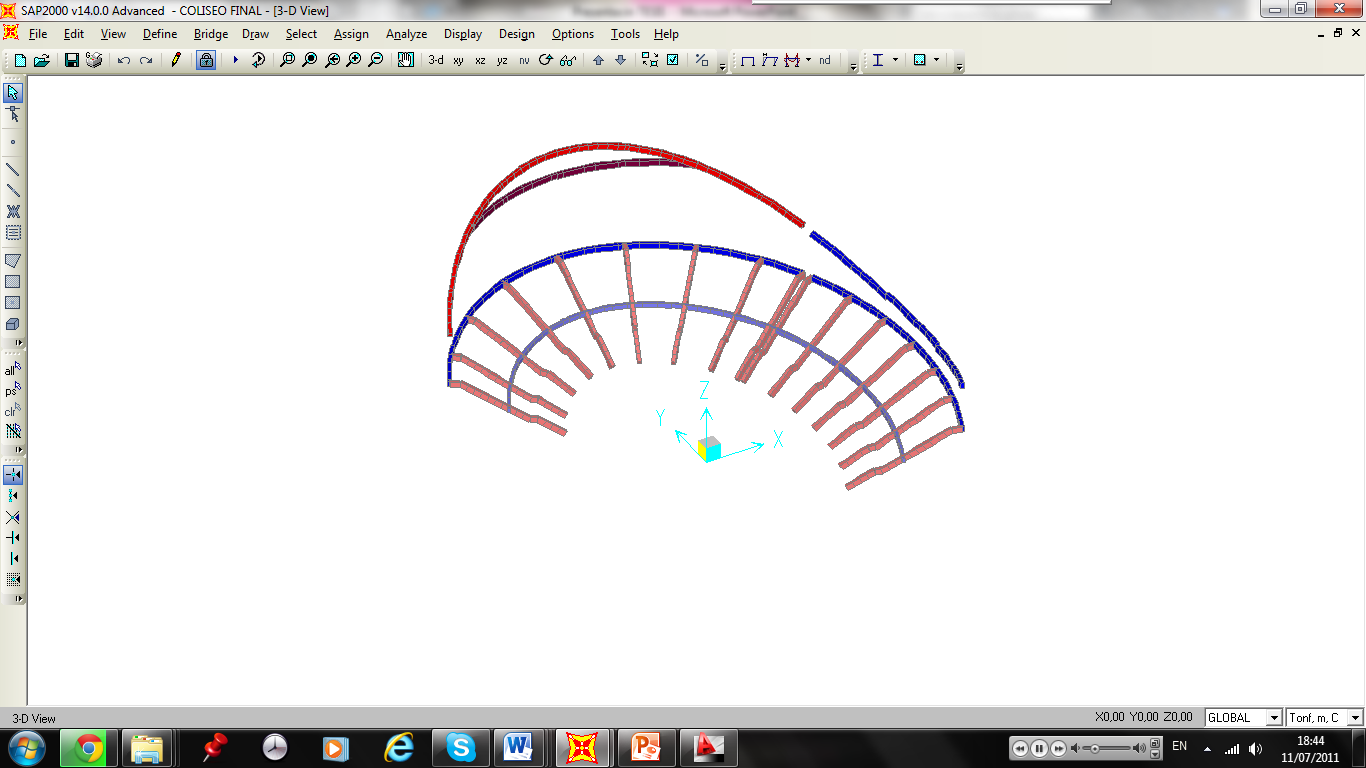 SAP2000 v14.0.0 Advanced - COLISEO FINAL - [3-D View]
File Edit View Define Bridge Draw Select Assign Analyze Display Design Options Tools Help
3-d xy xz yz nv nd
all
ps
clr
Z
Y
X
3-D View
X0,00 Y0,00 Z0,00
GLOBAL
Tonf, m, C
EN
18:44
11/07/2011